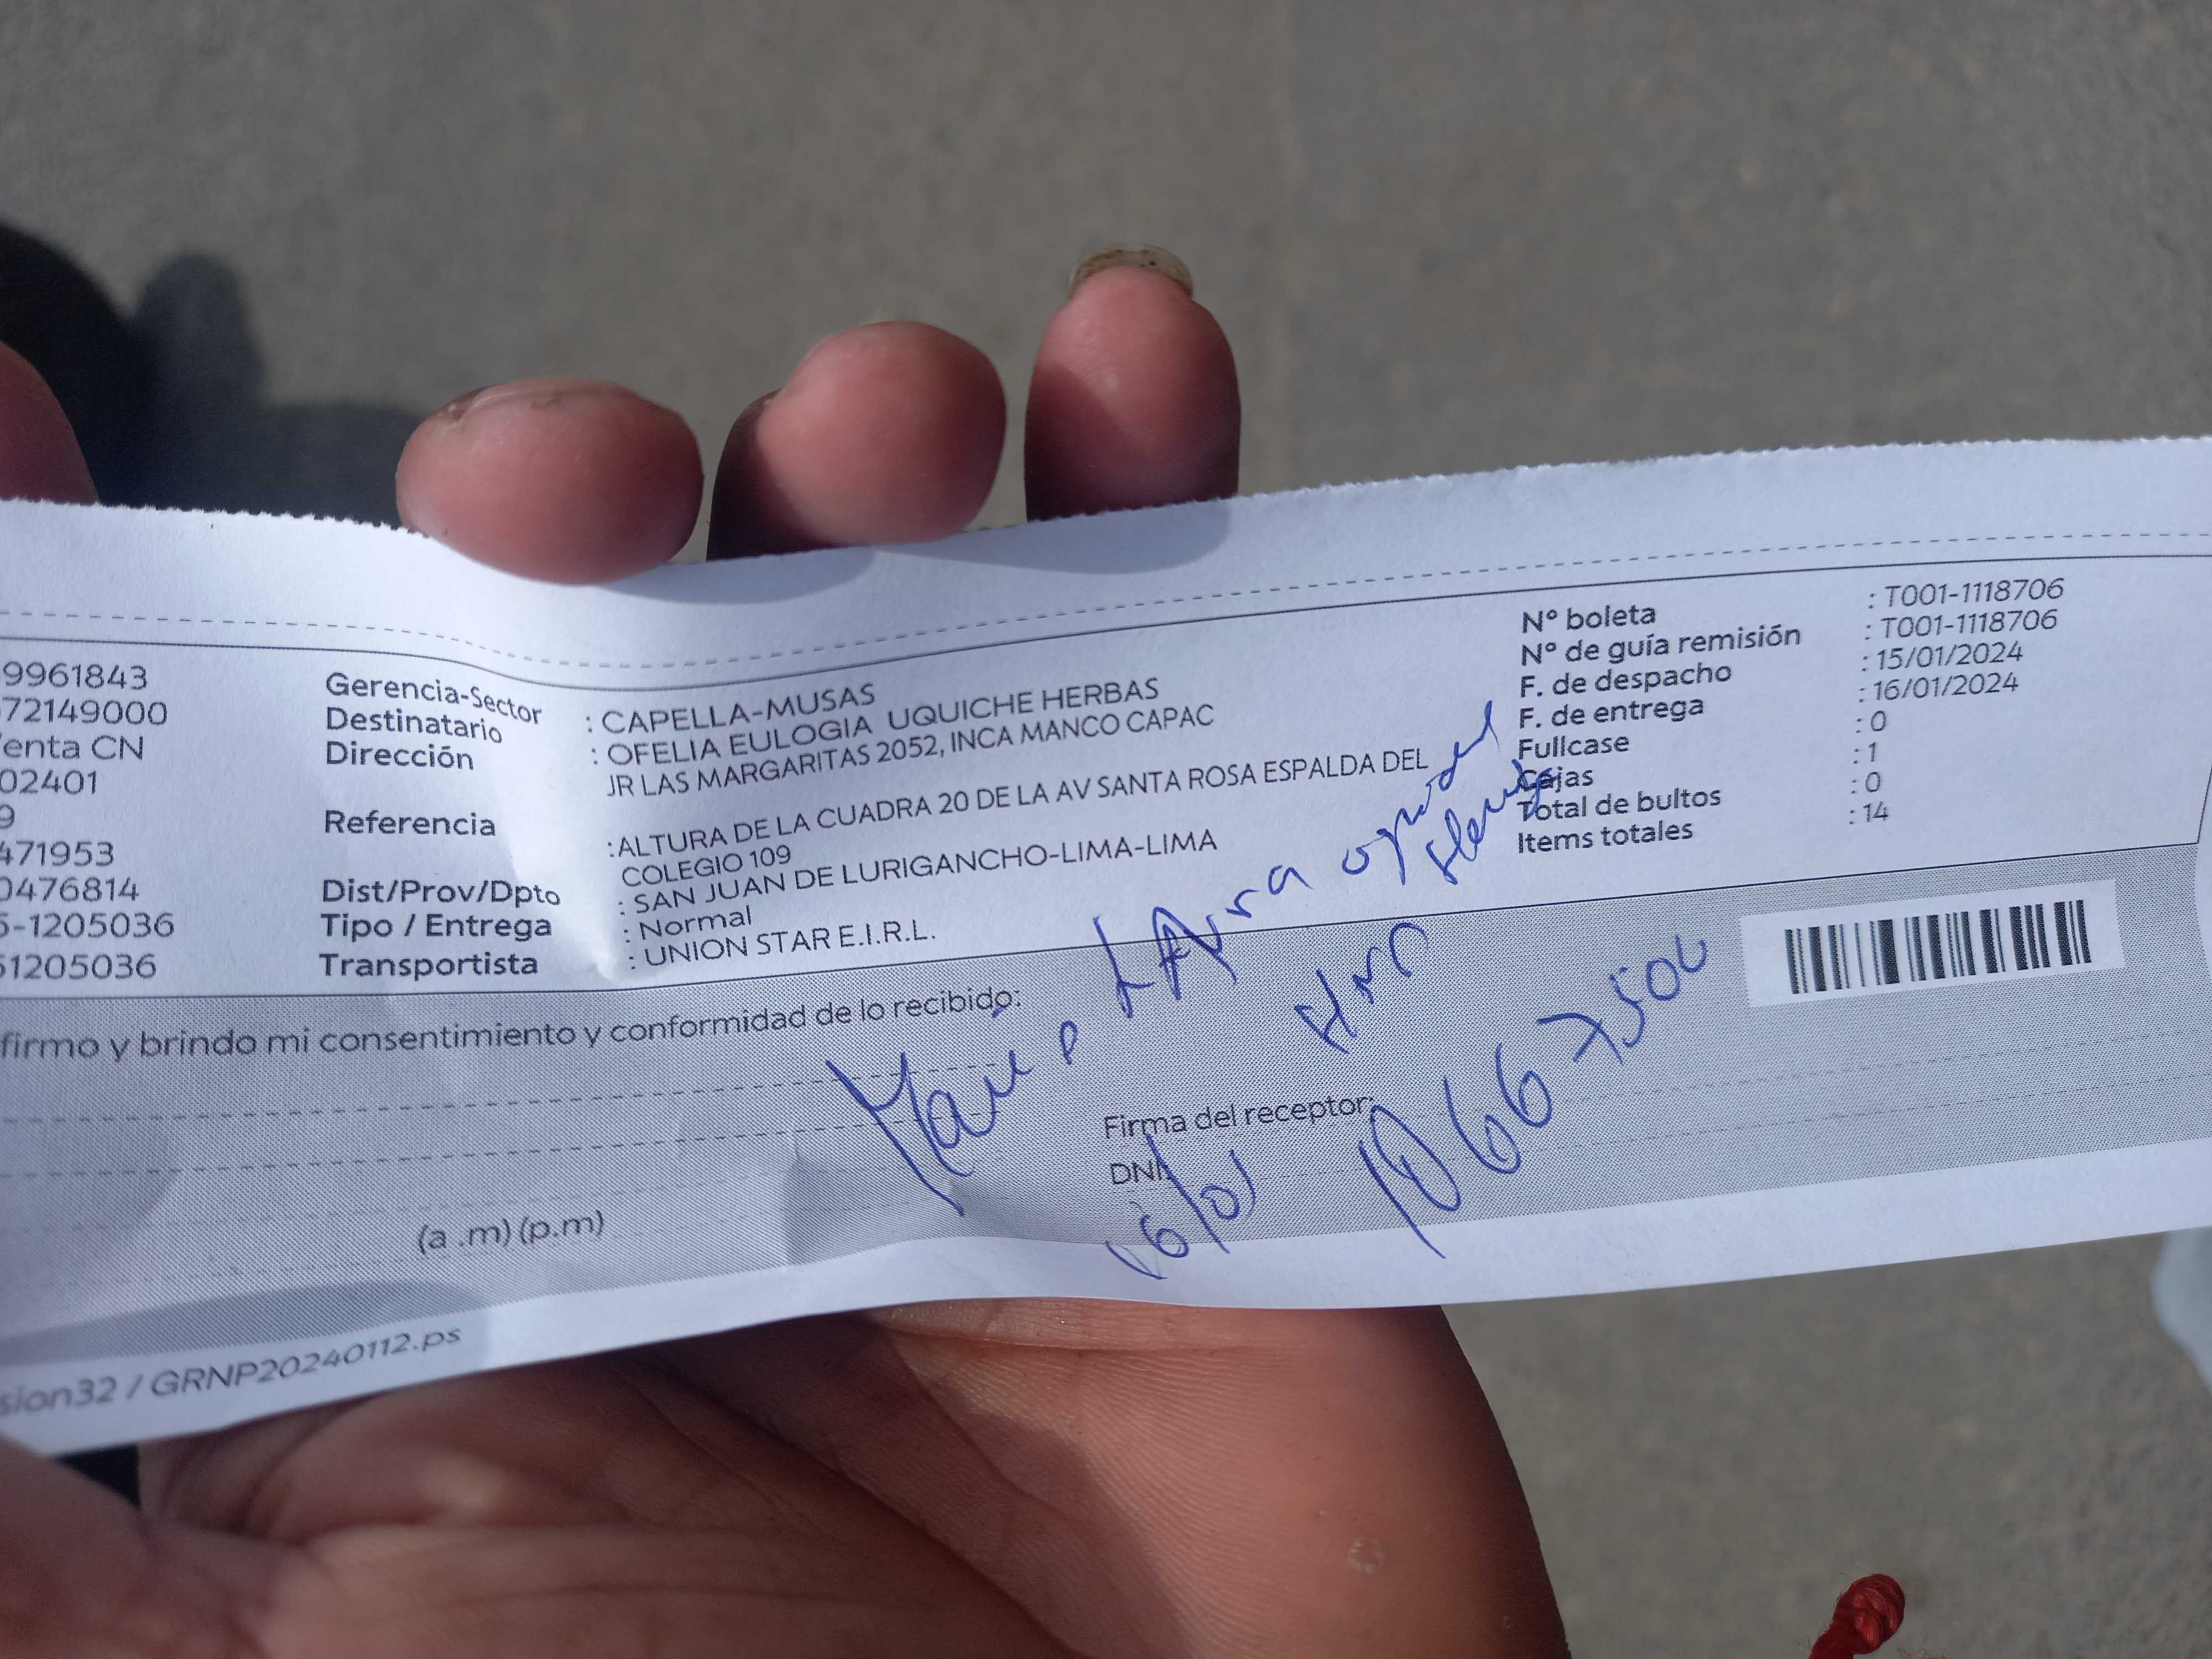 9961843
72149000
enta CN
02401
9
471953
0476814
-1205036
51205036
Gerencia-Sector : CAPELLA-MUSAS
Destinatario : OFELIA EULOGIA UQUICHE HERBAS
Dirección : JR LAS MARGARITAS 2052, INCA MANCO CAPAC
Referencia :ALTURA DE LA CUADRA 20 DE LA AV SANTA ROSA ESPALDA DEL
COLEGIO 109
Dist/Prov/Dpto : SAN JUAN DE LURIGANCHO-LIMA-LIMA
Tipo / Entrega : Normal
Transportista : UNION STAR E.I.R.L.
N° boleta : T001-1118706
N° de guía remisión : T001-1118706
F. de despacho : 15/01/2024
F. de entrega : 16/01/2024
Fullcase : 0
Cajas : 1
Total de bultos : 0
Items totales : 14
firmo y brindo mi consentimiento y conformidad de lo recibido:
Firma del receptor:
DNI:
16/01
(a .m) (p.m)
sion32 / GRNP20240112.ps